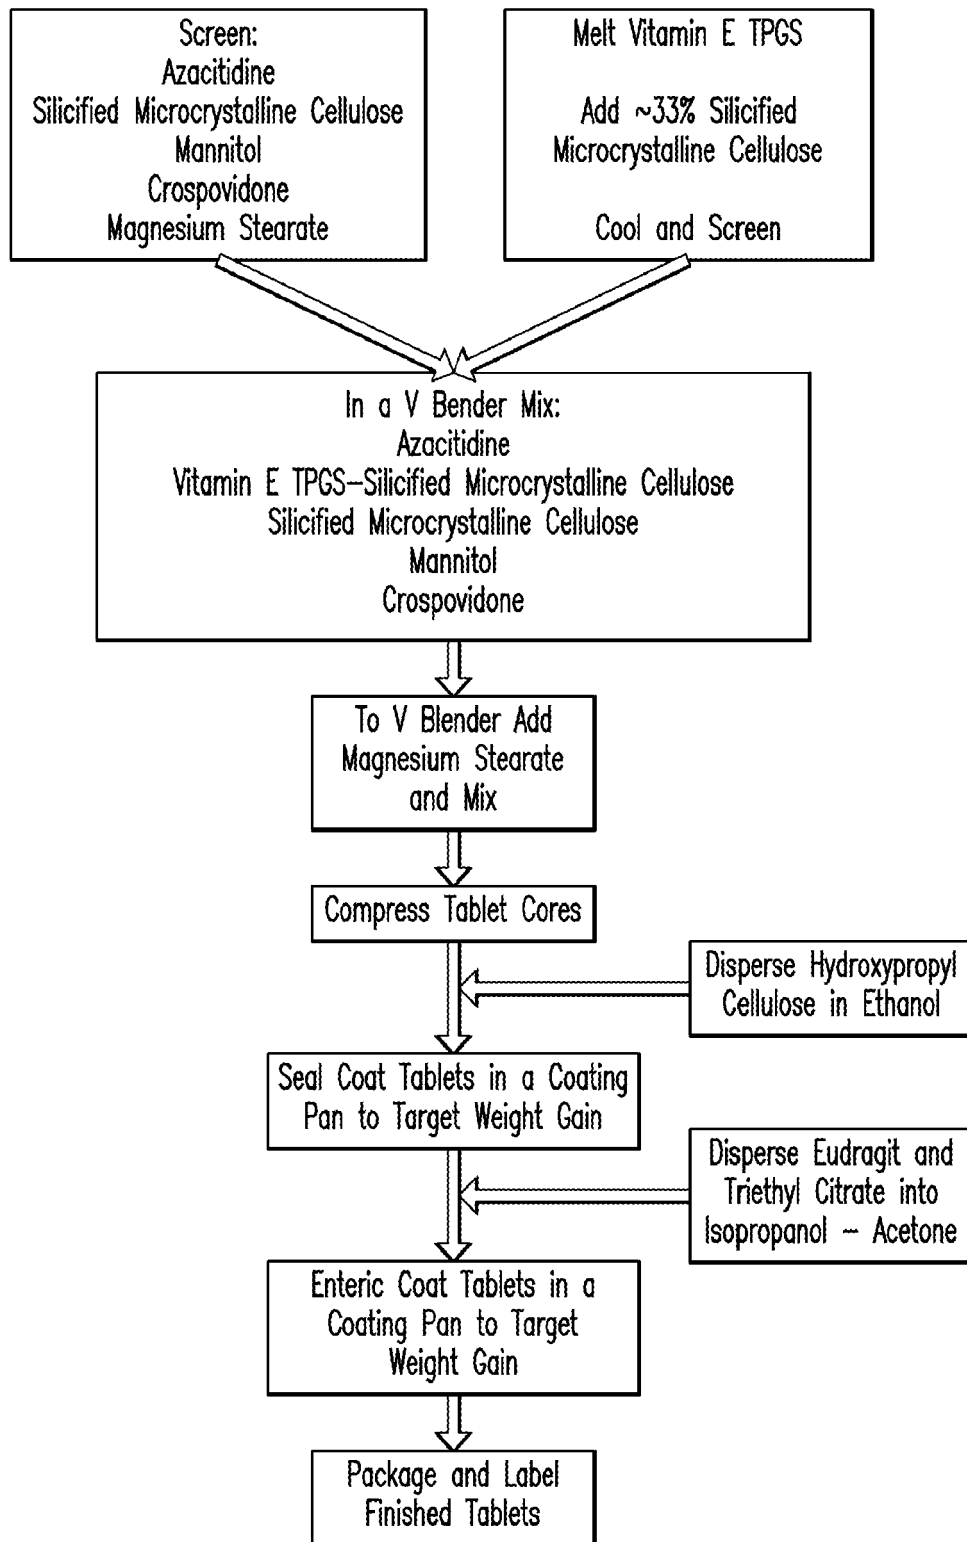 Screen:
Azacitidine
Silicified Microcrystalline Cellulose
Mannitol
Crospovidone
Magnesium Stearate
Melt Vitamin E TPGS
Add ~33% Silicified
Microcrystalline Cellulose
Cool and Screen
In a V Bender Mix:
Azacitidine
Vitamin E TPGS–Silicified Microcrystalline Cellulose
Silicified Microcrystalline Cellulose
Mannitol
Crospovidone
To V Blender Add
Magnesium Stearate
and Mix
Compress Tablet Cores
Disperse Hydroxypropyl
Cellulose in Ethanol
Seal Coat Tablets in a Coating
Pan to Target Weight Gain
Disperse Eudragit and
Triethyl Citrate into
Isopropanol – Acetone
Enteric Coat Tablets in a
Coating Pan to Target
Weight Gain
Package and Label
Finished Tablets